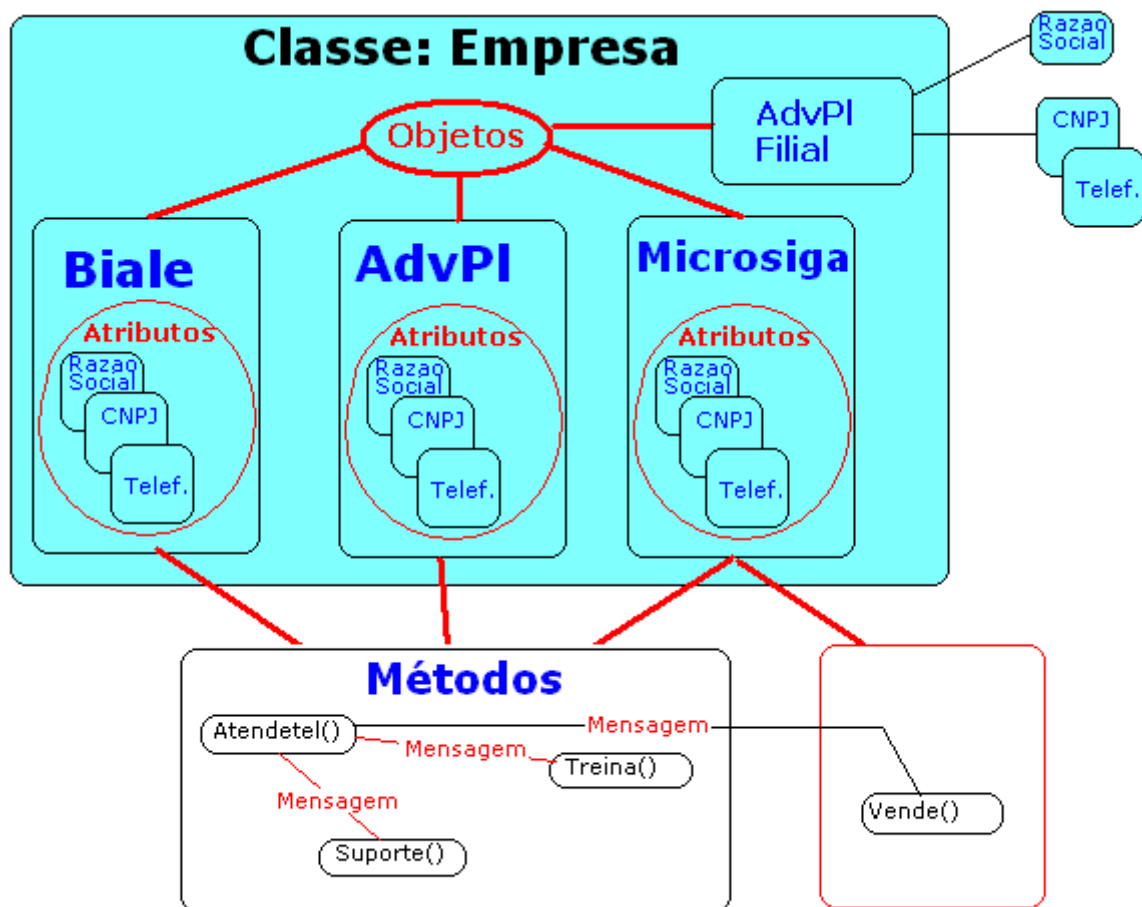 Classe: Empresa
Razao
Social
Objetos
AdvPl
Filial
CNPJ
Telef.
Biale
Atributos
Razao
Social
CNPJ
Telef.
AdvPl
Atributos
Razao
Social
CNPJ
Telef.
Microsiga
Atributos
Razao
Social
CNPJ
Telef.
Métodos
Atendetel()
Mensagem
Mensagem
Treina()
Mensagem
Suporte()
Vende()